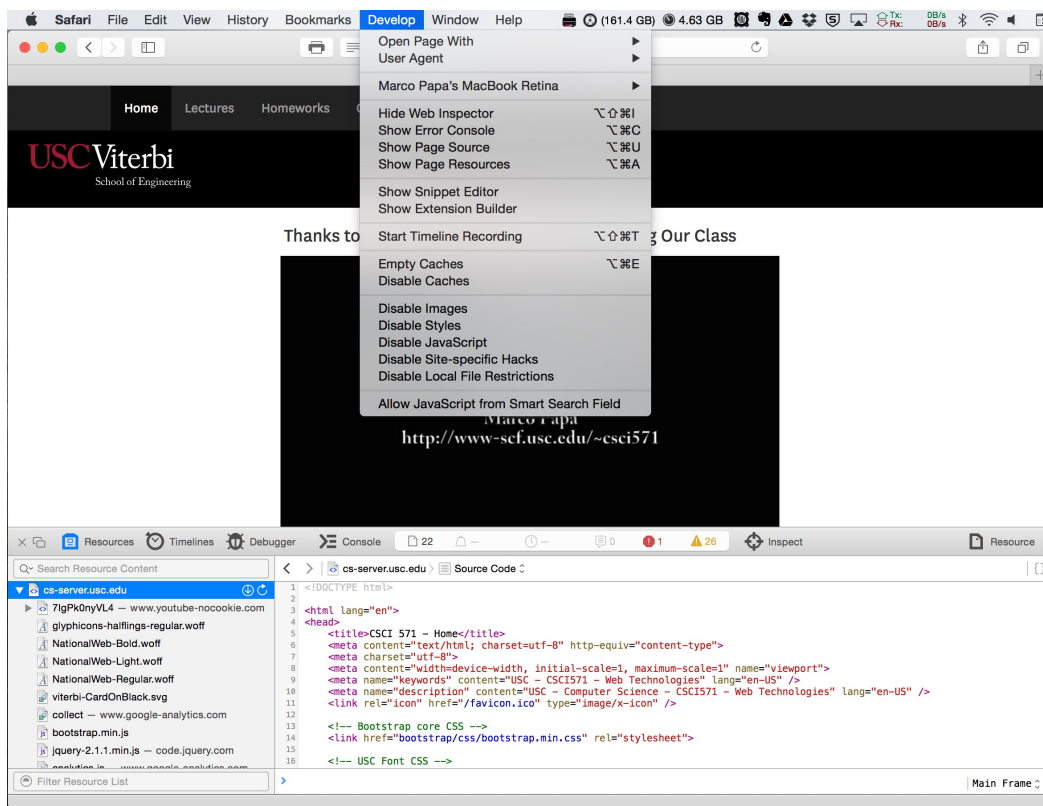 Safari File Edit View History Bookmarks Develop Window Help (161.4 GB) 4.63 GB Tx: 0B/s
Rx: 0B/s
Open Page With
User Agent
Marco Papa's MacBook Retina
Hide Web Inspector ⌥⇧⌘I
Show Error Console ⌥⌘C
Show Page Source ⌥⌘U
Show Page Resources ⌥⌘A
Show Snippet Editor
Show Extension Builder
Start Timeline Recording ⌥⇧⌘T
Empty Caches ⌥⌘E
Disable Caches
Disable Images
Disable Styles
Disable JavaScript
Disable Site-specific Hacks
Disable Local File Restrictions
Allow JavaScript from Smart Search Field
Home Lectures Homeworks
USC Viterbi
School of Engineering
Thanks to Our Class
Marco Papa
http://www-scf.usc.edu/~csci571
Resources Timelines Debugger Console 22 – – 0 1 26 Inspect Resource
Search Resource Content
cs-server.usc.edu Source Code
cs-server.usc.edu
7IgPk0nyVL4 — www.youtube-nocookie.com
glyphicons-halflings-regular.woff
NationalWeb-Bold.woff
NationalWeb-Light.woff
NationalWeb-Regular.woff
viterbi-CardOnBlack.svg
collect — www.google-analytics.com
bootstrap.min.js
jquery-2.1.1.min.js — code.jquery.com
analytics.js — www.google-analytics.com
Filter Resource List
1 <!DOCTYPE html>
2
3 <html lang="en">
4 <head>
5 <title>CSCI 571 – Home</title>
6 <meta content="text/html; charset=utf-8" http-equiv="content-type">
7 <meta charset="utf-8">
8 <meta content="width=device-width, initial-scale=1, maximum-scale=1" name="viewport">
9 <meta name="keywords" content="USC – CSCI571 – Web Technologies" lang="en-US" />
10 <meta name="description" content="USC – Computer Science – CSCI571 – Web Technologies" lang="en-US" />
11 <link rel="icon" href="/favicon.ico" type="image/x-icon" />
12
13 <!-- Bootstrap core CSS -->
14 <link href="bootstrap/css/bootstrap.min.css" rel="stylesheet">
15
16 <!-- USC Font CSS -->
Main Frame